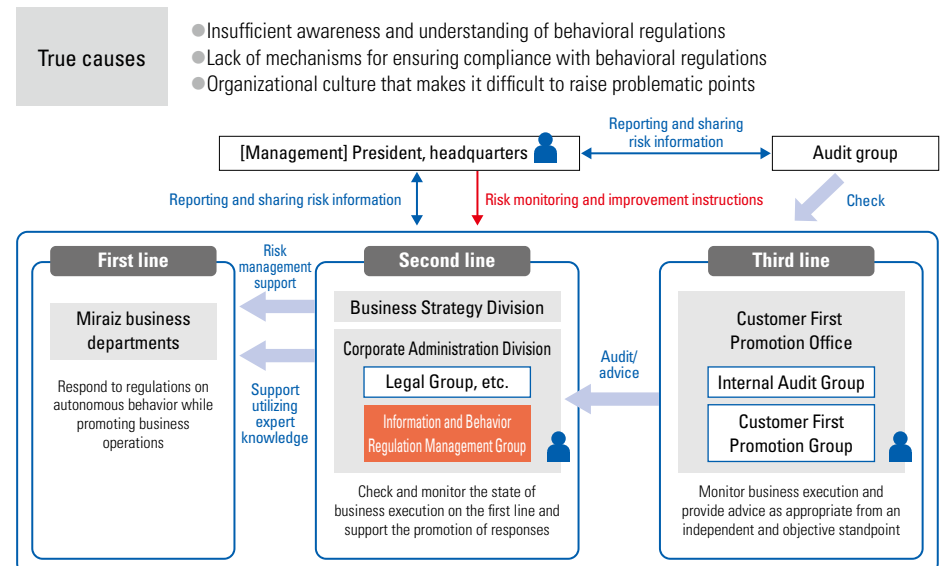 True causes
●Insufficient awareness and understanding of behavioral regulations
●Lack of mechanisms for ensuring compliance with behavioral regulations
●Organizational culture that makes it difficult to raise problematic points
[Management] President, headquarters
Reporting and sharing
risk information
Audit group
Reporting and sharing risk information
Risk monitoring and improvement instructions
Check
First line
Miraiz business
departments
Respond to regulations on
autonomous behavior while
promoting business
operations
Risk
management
support
Support
utilizing
expert
knowledge
Second line
Business Strategy Division
Corporate Administration Division
Legal Group, etc.
Information and Behavior
Regulation Management Group
Check and monitor the state of
business execution on the first line and
support the promotion of responses
Audit/
advice
Third line
Customer First
Promotion Office
Internal Audit Group
Customer First
Promotion Group
Monitor business execution and
provide advice as appropriate from an
independent and objective standpoint